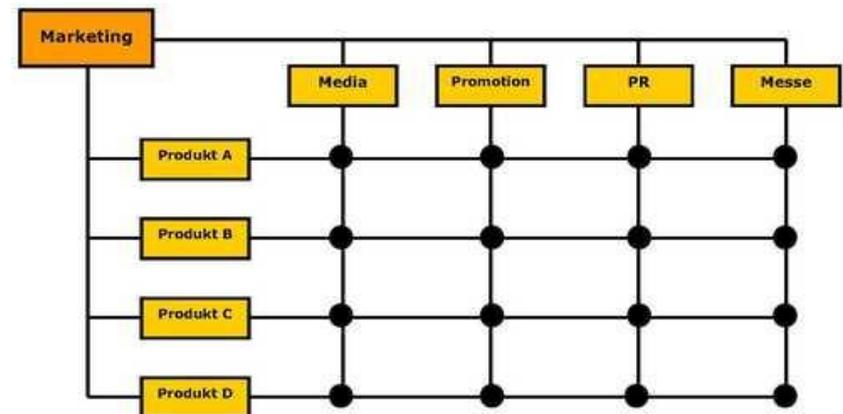 Marketing
Media
Promotion
PR
Messe
Produkt A
Produkt B
Produkt C
Produkt D